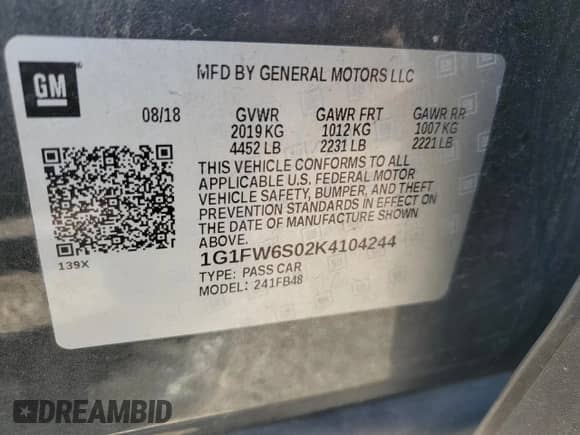 GM
MFD BY GENERAL MOTORS LLC
08/18 GVWR GAWR FRT GAWR RR
2019 KG 1012 KG 1007 KG
4452 LB 2231 LB 2221 LB
THIS VEHICLE CONFORMS TO ALL
APPLICABLE U.S. FEDERAL MOTOR
VEHICLE SAFETY, BUMPER, AND THEFT
PREVENTION STANDARDS IN EFFECT ON
THE DATE OF MANUFACTURE SHOWN
ABOVE.
139X
1G1FW6S02K4104244
TYPE: PASS CAR
MODEL: 241FB48
DREAMBID